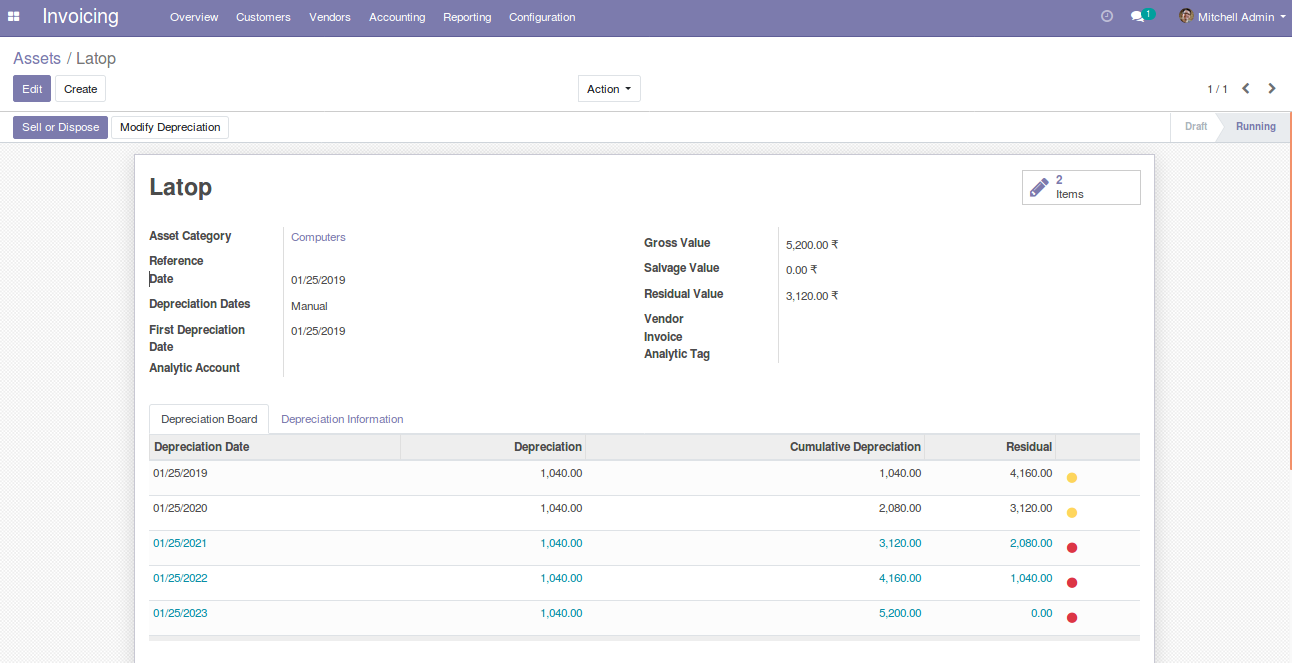 Invoicing Overview Customers Vendors Accounting Reporting Configuration 1 Mitchell Admin
Assets / Latop
Edit Create Action 1 / 1
Sell or Dispose Modify Depreciation Draft Running
Latop
2
Items
Asset Category Computers
Reference
Date 01/25/2019
Depreciation Dates Manual
First Depreciation Date 01/25/2019
Analytic Account
Gross Value 5,200.00 ₹
Salvage Value 0.00 ₹
Residual Value 3,120.00 ₹
Vendor
Invoice
Analytic Tag
Depreciation Board Depreciation Information
Depreciation Date Depreciation Cumulative Depreciation Residual
01/25/2019 1,040.00 1,040.00 4,160.00
01/25/2020 1,040.00 2,080.00 3,120.00
01/25/2021 1,040.00 3,120.00 2,080.00
01/25/2022 1,040.00 4,160.00 1,040.00
01/25/2023 1,040.00 5,200.00 0.00